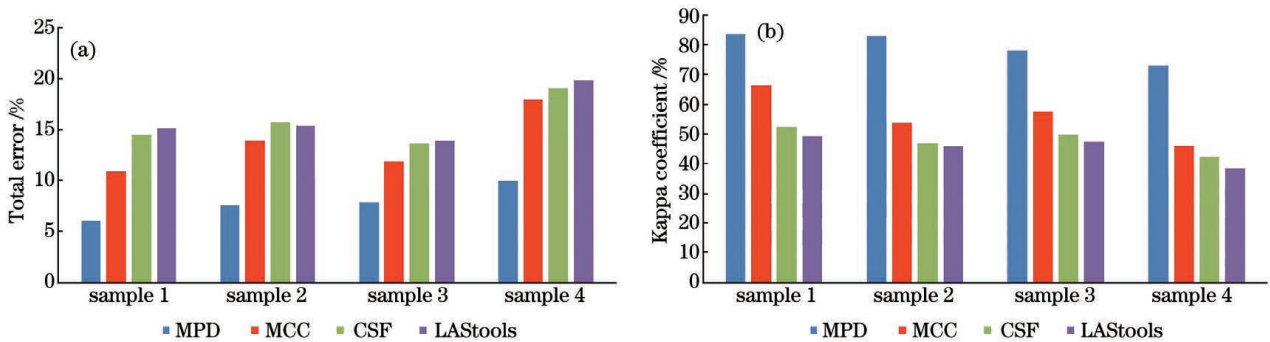 (a)
Total error /%
25
20
15
10
5
0
sample 1 sample 2 sample 3 sample 4
MPD MCC CSF LAStools
(b)
Kappa coefficient /%
90
80
70
60
50
40
30
20
10
0
sample 1 sample 2 sample 3 sample 4
MPD MCC CSF LAStools